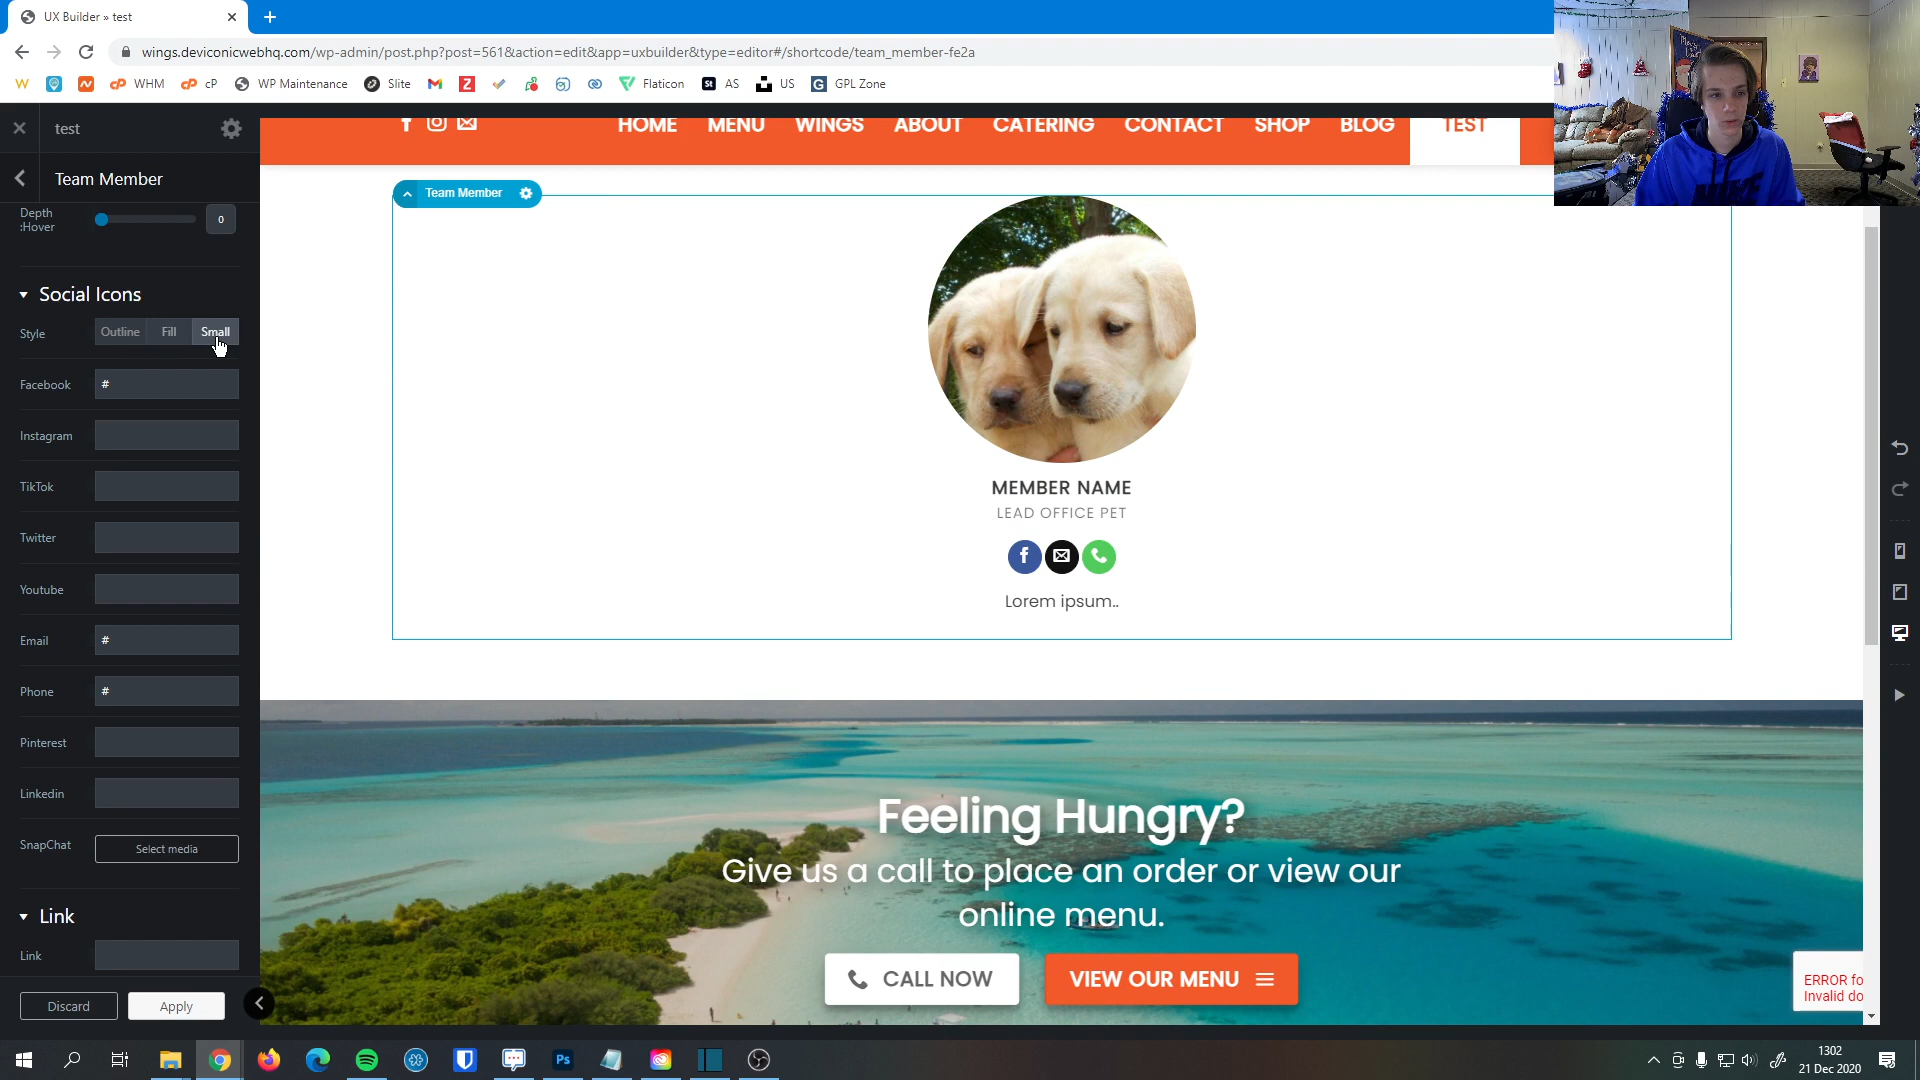 UX Builder » test
wings.deviconicwebhq.com/wp-admin/post.php?post=561&action=edit&app=uxbuilder&type=editor#/shortcode/team_member-fe2a
WHM
cP
WP Maintenance
Slite
Flaticon
AS
US
GPL Zone
test
Team Member
Depth :Hover
0
Social Icons
Style
Outline
Fill
Small
Facebook
#
Instagram
TikTok
Twitter
Youtube
Email
#
Phone
#
Pinterest
Linkedin
SnapChat
Select media
Link
Link
Discard
Apply
HOME
MENU
WINGS
ABOUT
CATERING
CONTACT
SHOP
BLOG
TEST
Team Member
MEMBER NAME
LEAD OFFICE PET
Lorem ipsum..
Feeling Hungry?
Give us a call to place an order or view our
online menu.
CALL NOW
VIEW OUR MENU
ERROR fo
Invalid do
1302
21 Dec 2020